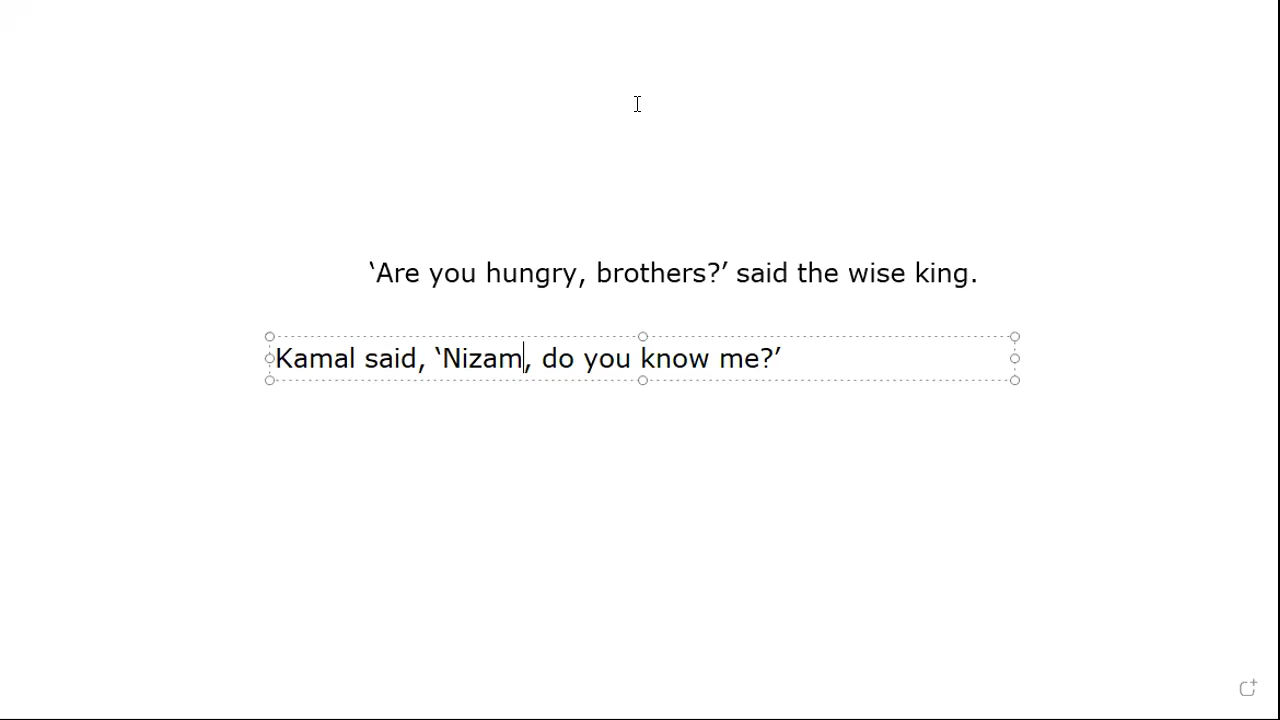 ‘Are you hungry, brothers?’ said the wise king.
Kamal said, ‘Nizam, do you know me?’